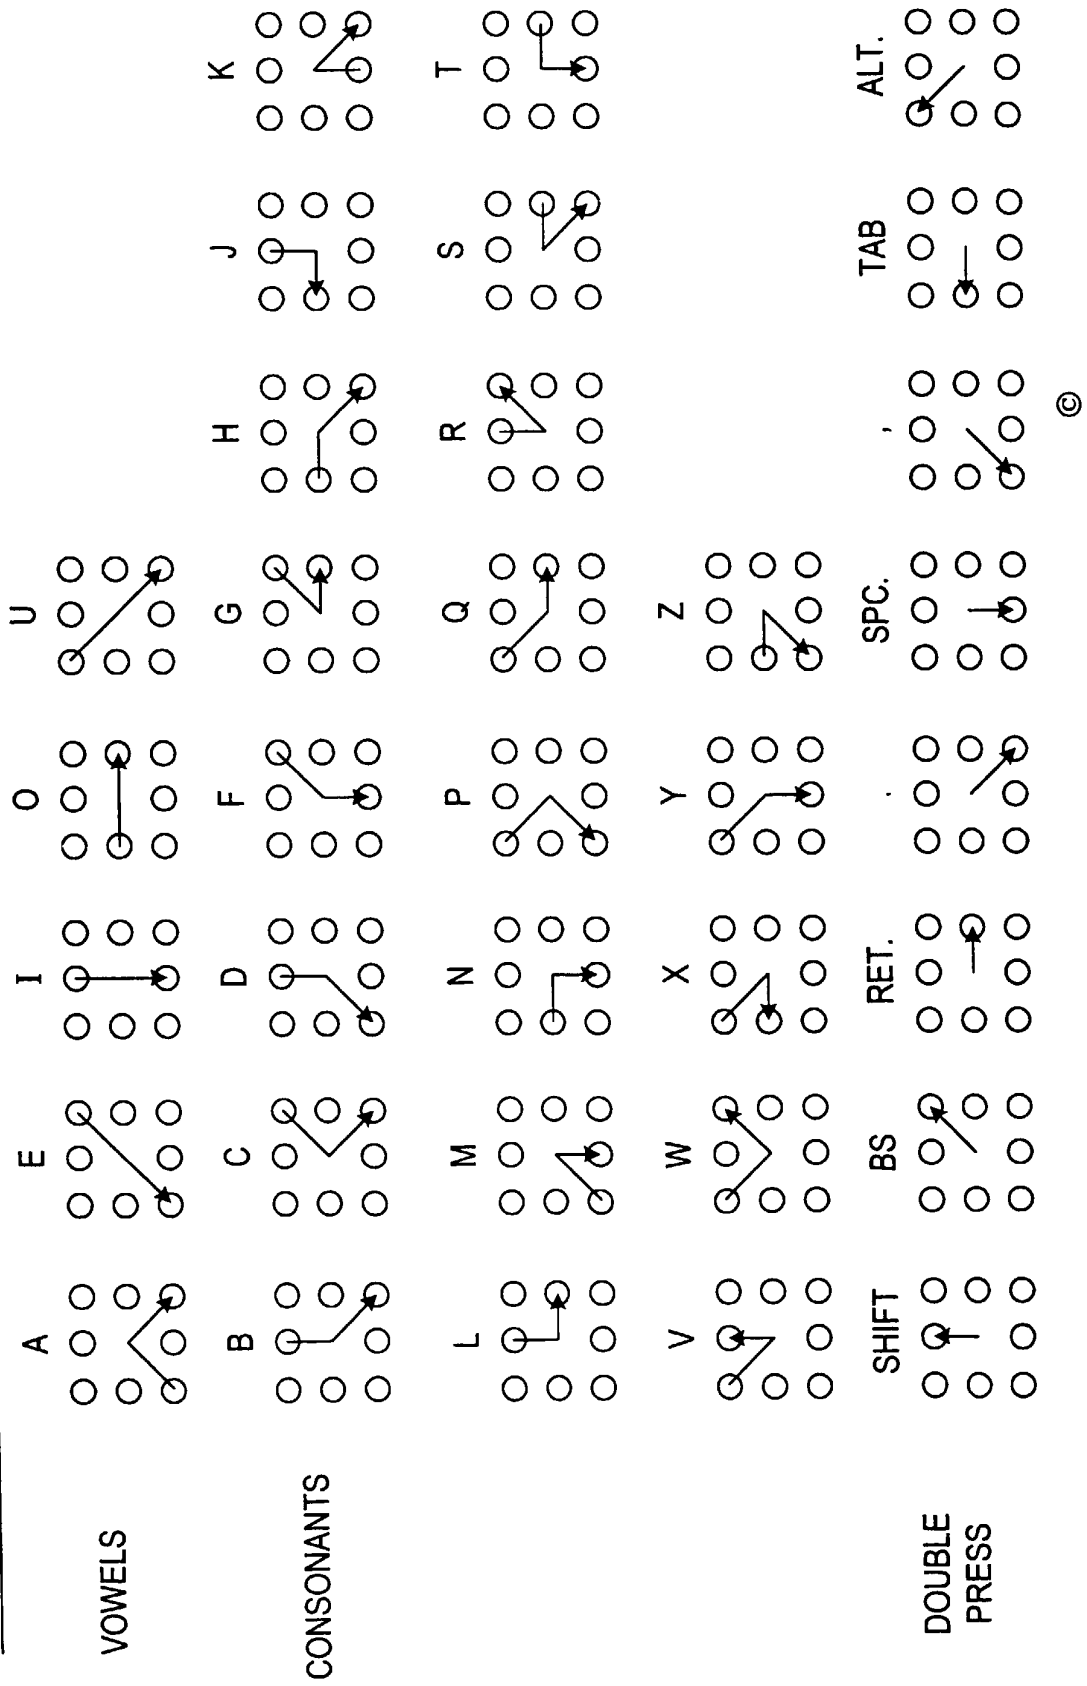 VOWELS
A E I O U
CONSONANTS
B C D F G H J K
L M N P Q R S T
V W X Y Z
DOUBLE
PRESS
SHIFT BS RET. . SPC. , TAB ALT.
©